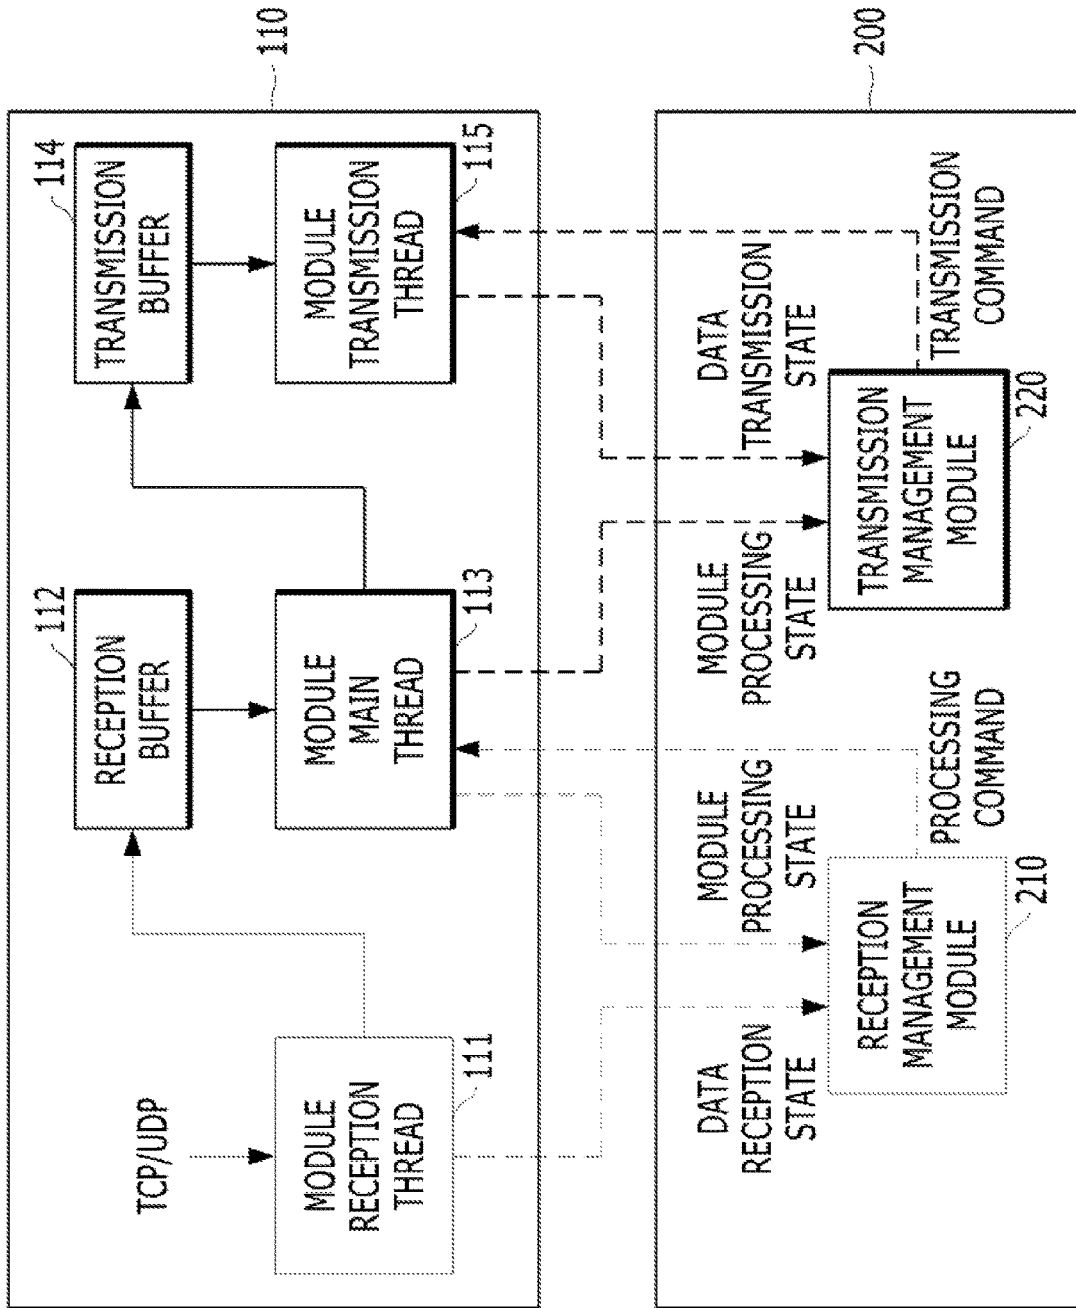 110
TCP/UDP
MODULE
RECEPTION
THREAD
111
112
RECEPTION
BUFFER
MODULE
MAIN
THREAD
113
114
TRANSMISSION
BUFFER
MODULE
TRANSMISSION
THREAD
115
200
DATA
RECEPTION
STATE
MODULE
PROCESSING
STATE
MODULE
PROCESSING
STATE
DATA
TRANSMISSION
STATE
RECEPTION
MANAGEMENT
MODULE
210
PROCESSING
COMMAND
TRANSMISSION
MANAGEMENT
MODULE
220
TRANSMISSION
COMMAND